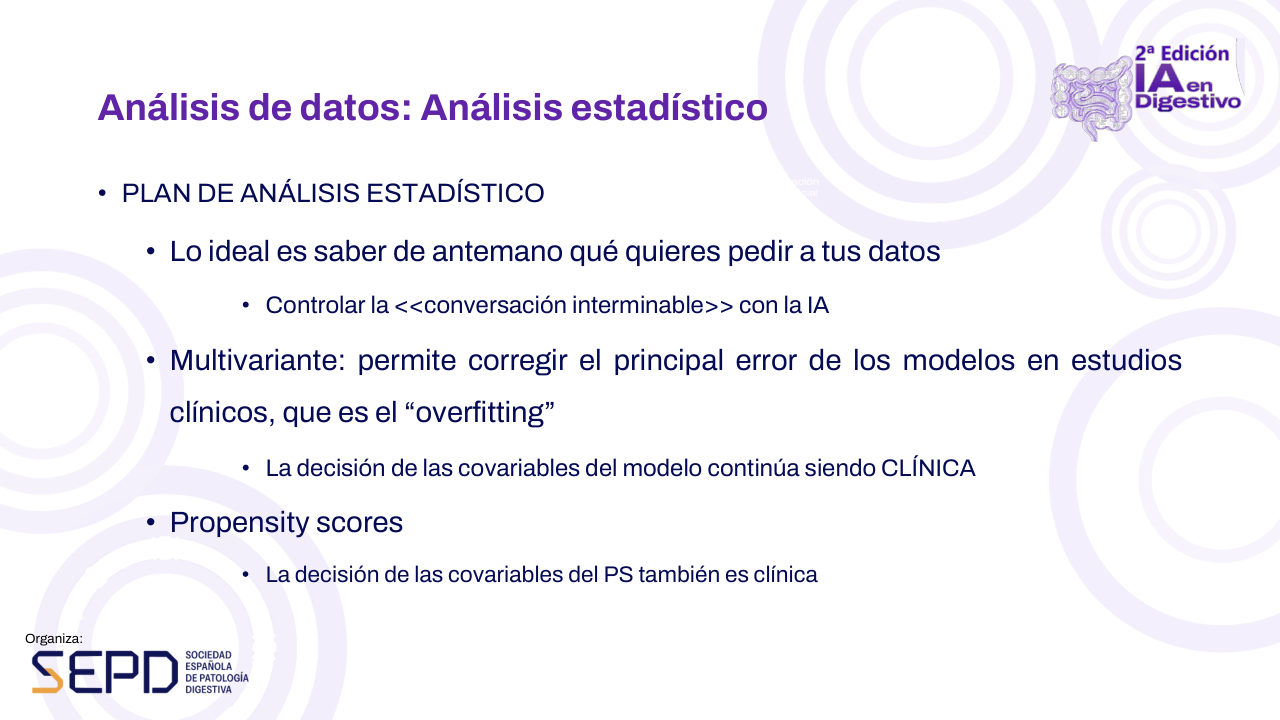 2ª Edición
IA en
Digestivo
Análisis de datos: Análisis estadístico
• PLAN DE ANÁLISIS ESTADÍSTICO
• Lo ideal es saber de antemano qué quieres pedir a tus datos
• Controlar la <<conversación interminable>> con la IA
• Multivariante: permite corregir el principal error de los modelos en estudios
clínicos, que es el “overfitting”
• La decisión de las covariables del modelo continúa siendo CLÍNICA
• Propensity scores
• La decisión de las covariables del PS también es clínica
Organiza:
SEPD
SOCIEDAD
ESPAÑOLA
DE PATOLOGÍA
DIGESTIVA